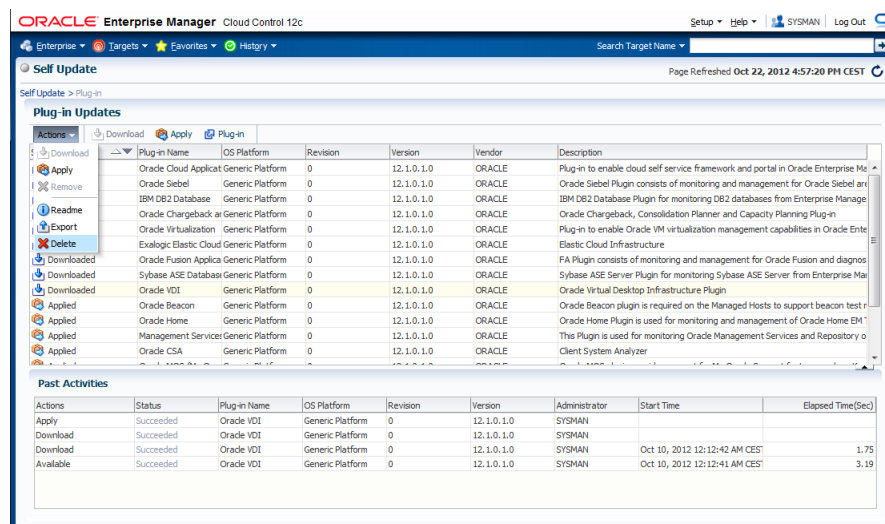 ORACLE Enterprise Manager Cloud Control 12c
Setup Help SYSMAN Log Out
Enterprise Targets Favorites History Search Target Name
Self Update
Page Refreshed Oct 22, 2012 4:57:20 PM CEST
Self Update > Plug-in
Plug-in Updates
Actions Download Apply Plug-in
Plug-in Name OS Platform Revision Version Vendor Description
Download
Apply
Remove
Readme
Export
Delete
Oracle Cloud Applicat Generic Platform 0 12.1.0.1.0 ORACLE Plug-in to enable cloud self service framework and portal in Oracle Enterprise Ma
Oracle Siebel Generic Platform 0 12.1.0.1.0 ORACLE Orade Siebel Plugin consists of monitoring and management for Oracle Siebel are
IBM DB2 Database Generic Platform 0 12.1.0.1.0 ORACLE IBM DB2 Database Plugin for monitoring DB2 databases from Enterprise Manage
Oracle Chargeback ar Generic Platform 0 12.1.0.1.0 ORACLE Oracle Chargeback, Consolidation Planner and Capacity Planning Plug-in
Oracle Virtualization Generic Platform 0 12.1.0.1.0 ORACLE Plug-in to enable Oracle VM virtualization management capabilities in Oracle Ente
Exalogic Elastic Cloud Generic Platform 0 12.1.0.1.0 ORACLE Elastic Cloud Infrastructure
Downloaded Oracle Fusion Applica Generic Platform 0 12.1.0.1.0 ORACLE FA Plugin consists of monitoring and management for Oracle Fusion and diagnos
Downloaded Sybase ASE Databas Generic Platform 0 12.1.0.1.0 ORACLE Sybase ASE Server Plugin for monitoring Sybase ASE Server from Enterprise Mai
Downloaded Oracle VDI Generic Platform 0 12.1.0.1.0 ORACLE Oracle Virtual Desktop Infrastructure Plugin
Applied Oracle Beacon Generic Platform 0 12.1.0.1.0 ORACLE Oracle Beacon plugin is required on the Managed Hosts to support beacon test r
Applied Oracle Home Generic Platform 0 12.1.0.1.0 ORACLE Oracle Home Plugin is used for monitoring and management of Oracle Home EM T
Applied Management Services Generic Platform 0 12.1.0.1.0 ORACLE This Plugin is used for monitoring Oracle Management Services and Repository o
Applied Oracle CSA Generic Platform 0 12.1.0.1.0 ORACLE Client System Analyzer
Past Activities
Actions Status Plug-in Name OS Platform Revision Version Administrator Start Time Elapsed Time(Sec)
Apply Succeeded Oracle VDI Generic Platform 0 12.1.0.1.0 SYSMAN
Download Succeeded Oracle VDI Generic Platform 0 12.1.0.1.0 SYSMAN
Download Succeeded Oracle VDI Generic Platform 0 12.1.0.1.0 SYSMAN Oct 10, 2012 12:12:42 AM CEST 1.75
Available Succeeded Oracle VDI Generic Platform 0 12.1.0.1.0 SYSMAN Oct 10, 2012 12:12:41 AM CEST 3.19